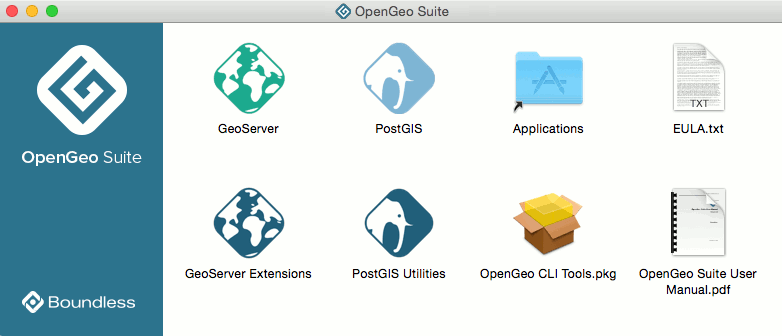 OpenGeo Suite
OpenGeo Suite
GeoServer
PostGIS
Applications
EULA.txt
TXT
GeoServer Extensions
PostGIS Utilities
OpenGeo CLI Tools.pkg
OpenGeo Suite User
Manual.pdf
Boundless